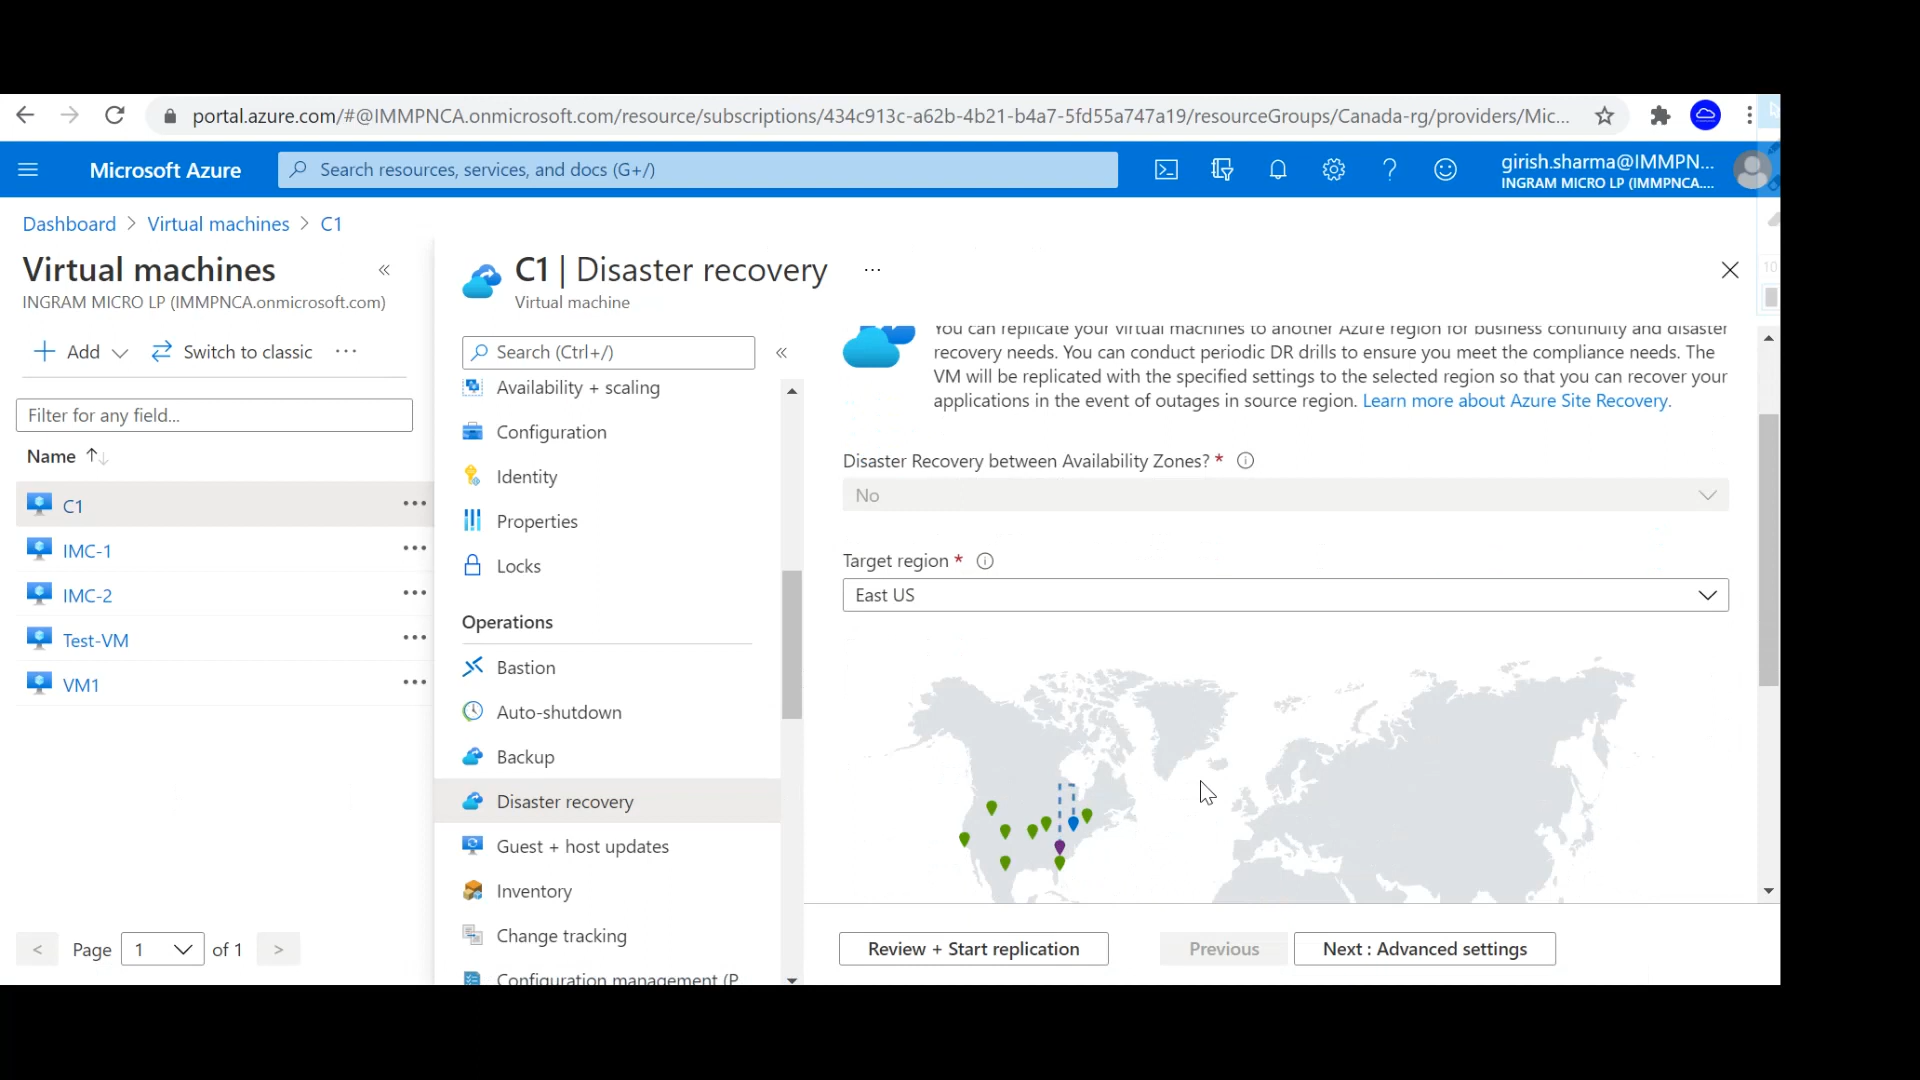 portal.azure.com/#@IMMPNCA.onmicrosoft.com/resource/subscriptions/434c913c-a62b-4b21-b4a7-5fd55a747a19/resourceGroups/Canada-rg/providers/Mic...
Microsoft Azure
Search resources, services, and docs (G+/)
girish.sharma@IMMPN...
INGRAM MICRO LP (IMMPNCA....
Dashboard > Virtual machines > C1
Virtual machines
INGRAM MICRO LP (IMMPNCA.onmicrosoft.com)
Add
Switch to classic
Filter for any field...
Name
C1
IMC-1
IMC-2
Test-VM
VM1
< Page 1 of 1 >
C1 | Disaster recovery
Virtual machine
Search (Ctrl+/)
Availability + scaling
Configuration
Identity
Properties
Locks
Operations
Bastion
Auto-shutdown
Backup
Disaster recovery
Guest + host updates
Inventory
Change tracking
Configuration management (P
You can replicate your virtual machines to another Azure region for business continuity and disaster
recovery needs. You can conduct periodic DR drills to ensure you meet the compliance needs. The
VM will be replicated with the specified settings to the selected region so that you can recover your
applications in the event of outages in source region. Learn more about Azure Site Recovery.
Disaster Recovery between Availability Zones? *
No
Target region *
East US
Review + Start replication
Previous
Next : Advanced settings
10